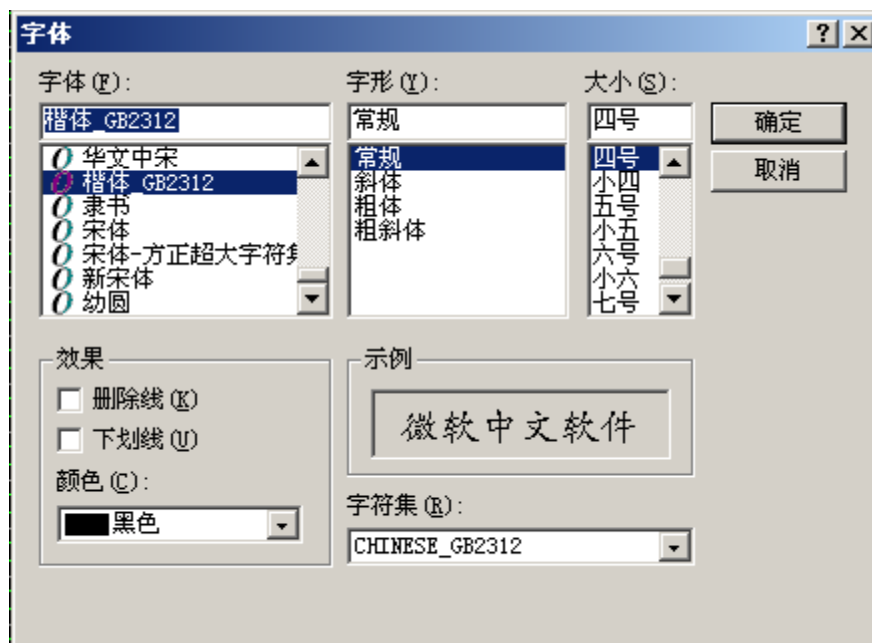 字体
字体(F):
字形(Y):
大小(S):
楷体_GB2312
常规
四号
确定
取消
华文中宋
楷体_GB2312
隶书
宋体
宋体-方正超大字符集
新宋体
幼圆
常规
斜体
粗体
粗斜体
四号
小四
五号
小五
六号
小六
七号
效果
删除线(K)
下划线(U)
颜色(C):
黑色
示例
微软中文软件
字符集(R):
CHINESE_GB2312